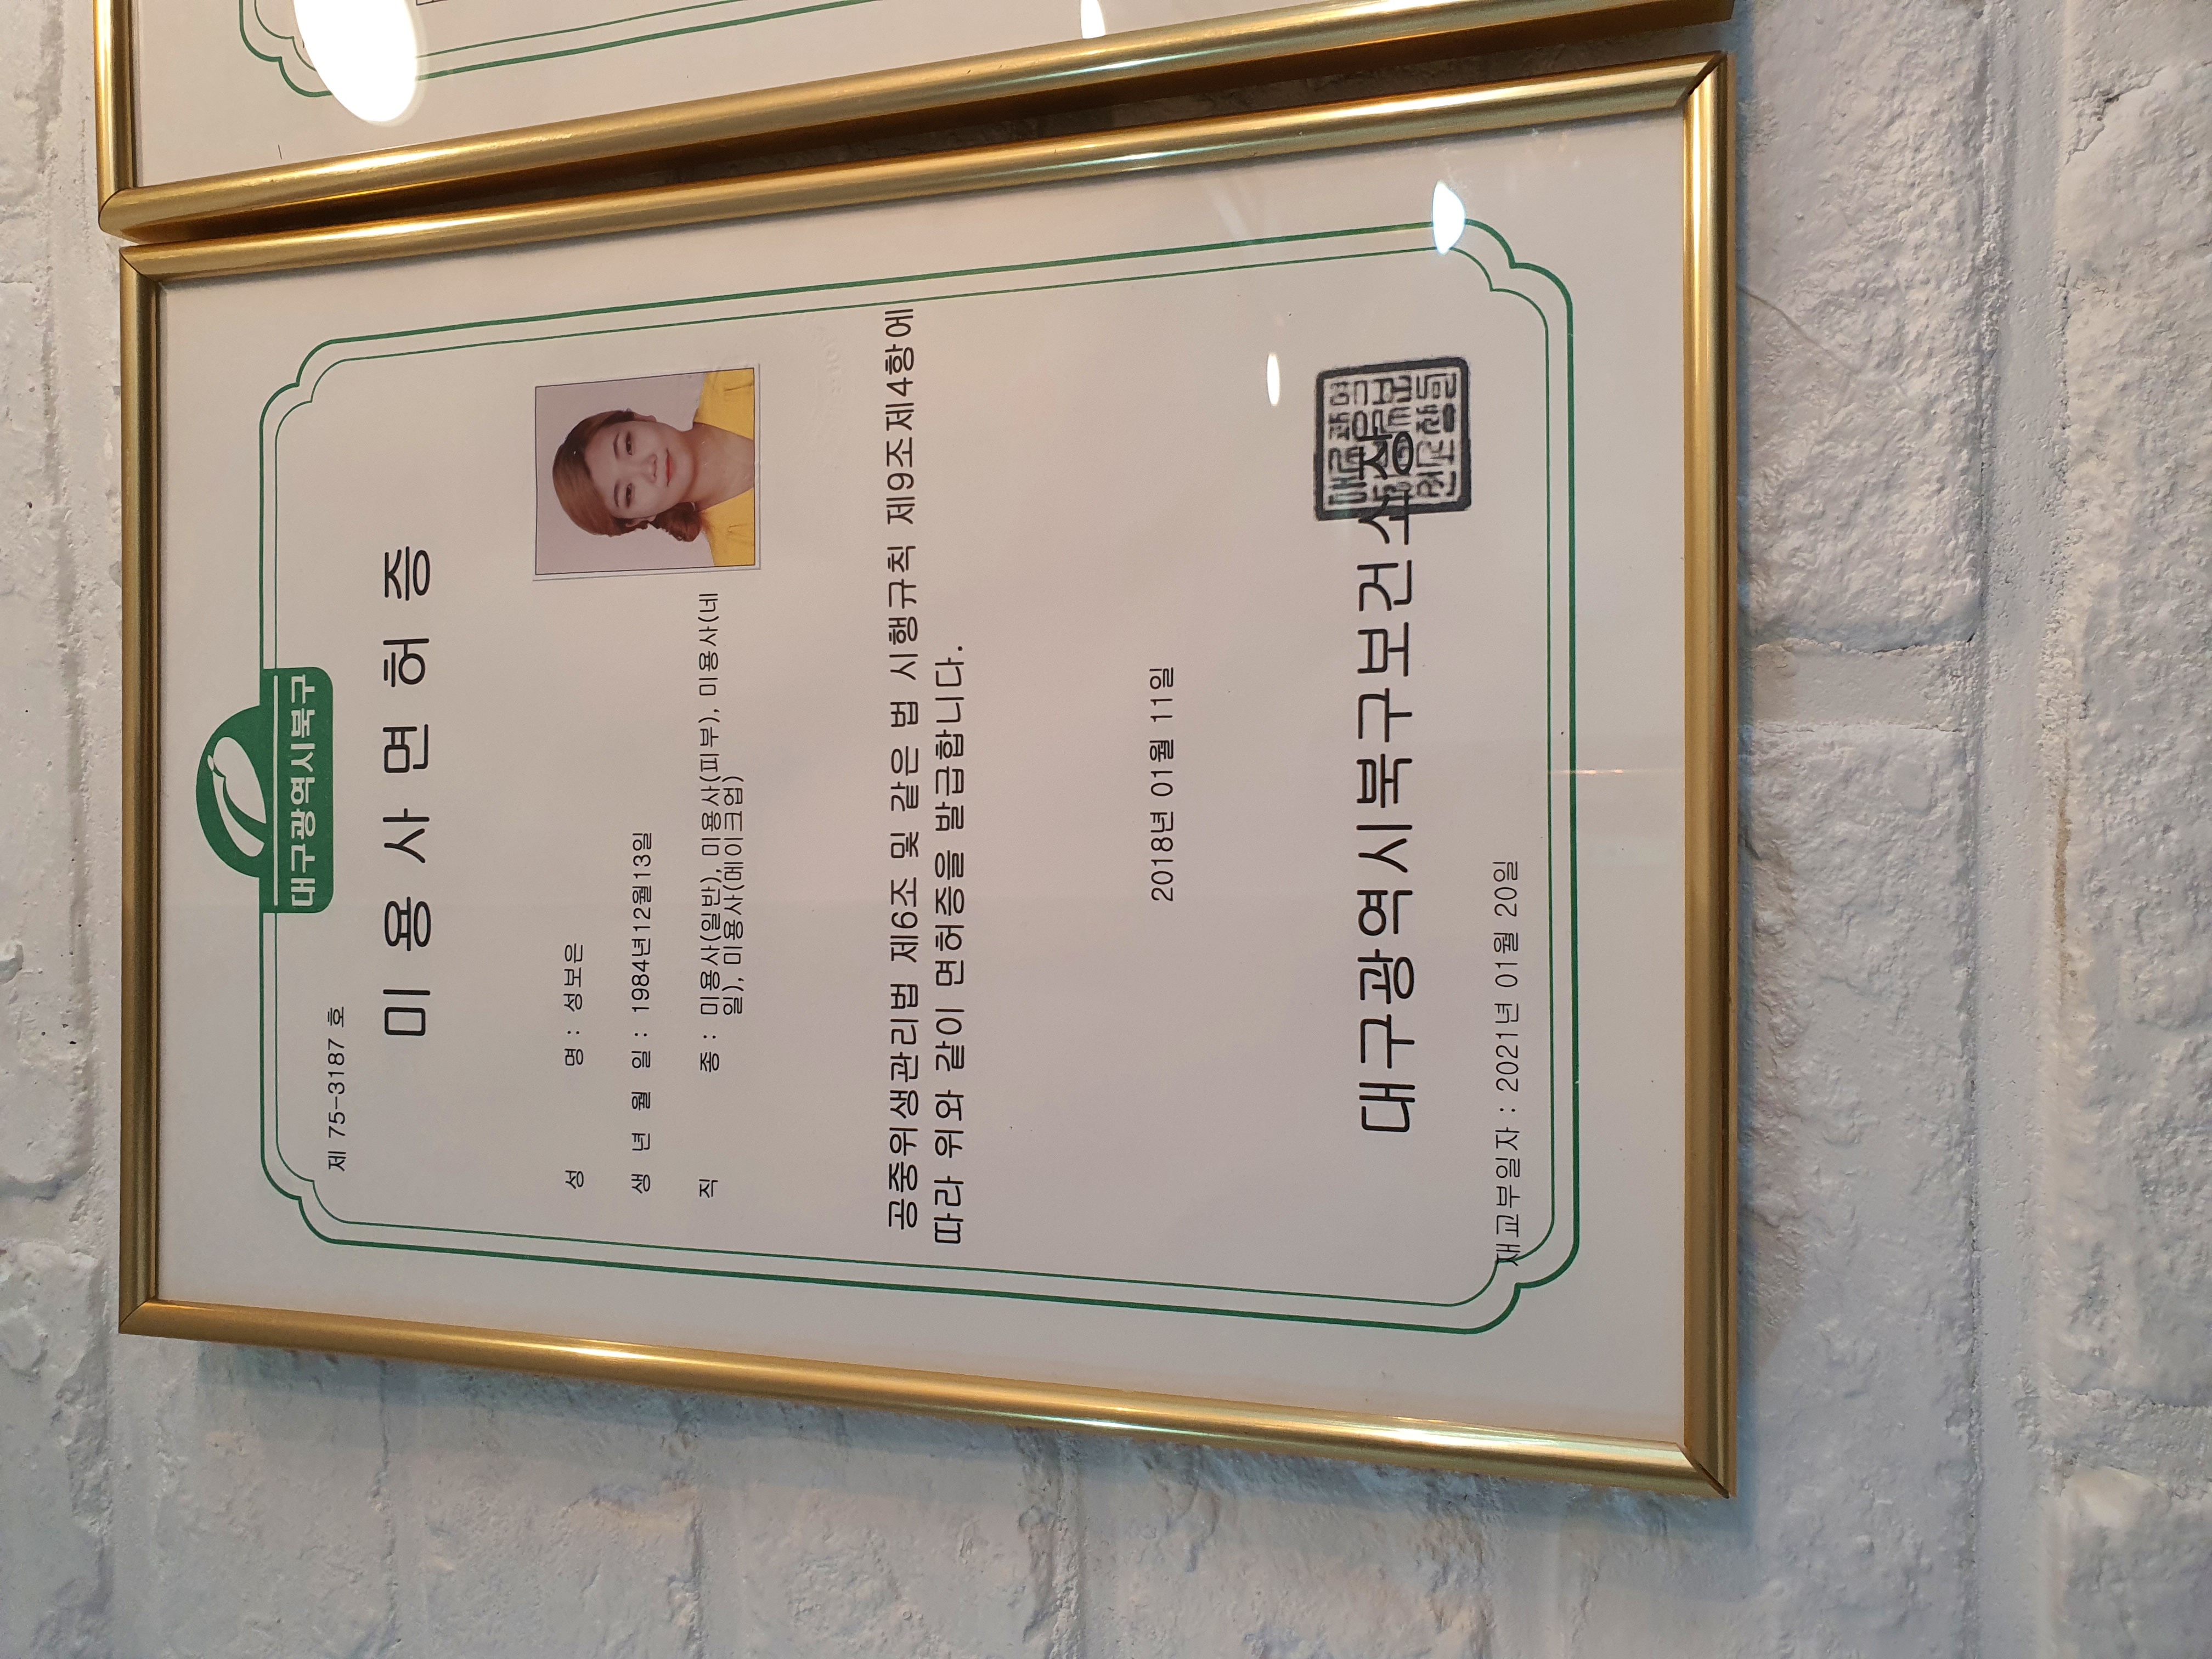 대구광역시북구
제 75-3187 호
미용사면허증
성 명 : 성보은
생 년 월 일 : 1984년12월13일
직 종 : 미용사(일반), 미용사(피부), 미용사(네
일), 미용사(메이크업)
공중위생관리법 제6조 및 같은 법 시행규칙 제9조제4항에
따라 위와 같이 면허증을 발급합니다.
2018년 01월 11일
대구광역시북구보건소장
재교부일자 : 2021년 01월 20일